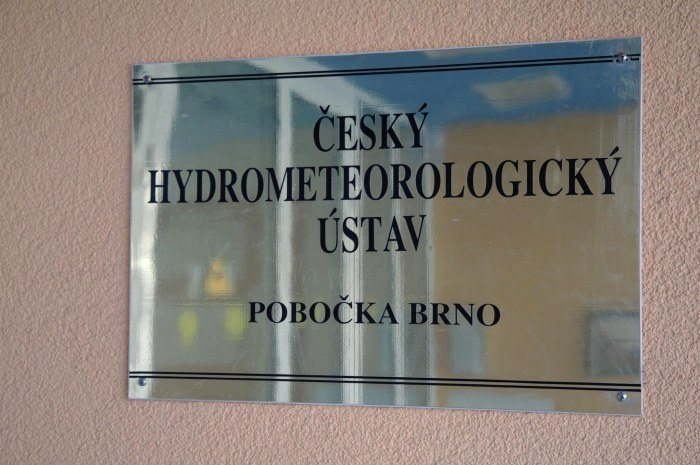 ČESKÝ
HYDROMETEOROLOGICKÝ
ÚSTAV
POBOČKA BRNO